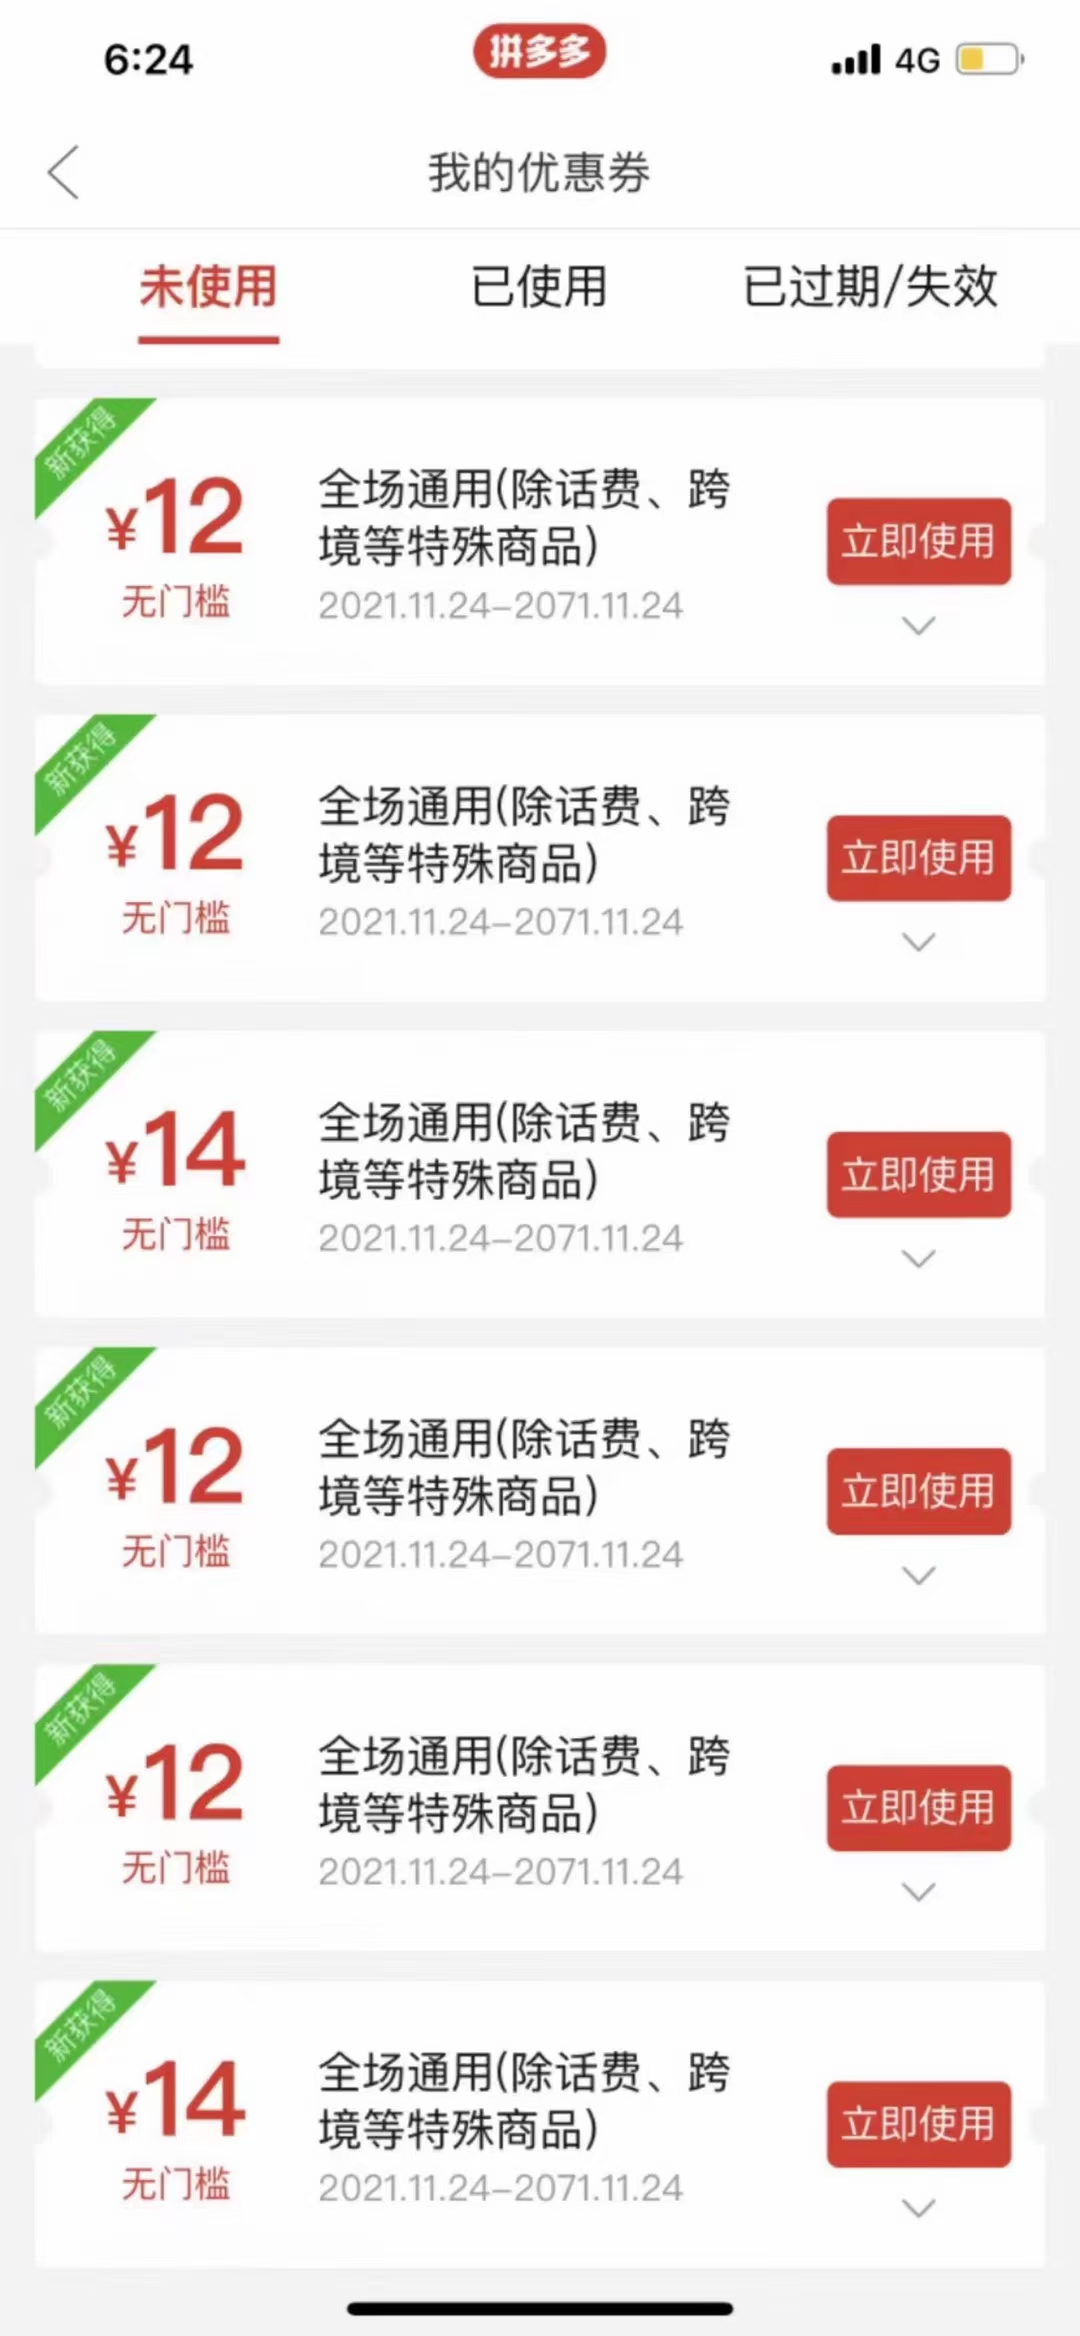 6:24
拼多多
4G
我的优惠券
未使用
已使用
已过期/失效
新获得
¥12
无门槛
全场通用(除话费、跨
境等特殊商品)
2021.11.24-2071.11.24
立即使用
新获得
¥12
无门槛
全场通用(除话费、跨
境等特殊商品)
2021.11.24-2071.11.24
立即使用
新获得
¥14
无门槛
全场通用(除话费、跨
境等特殊商品)
2021.11.24-2071.11.24
立即使用
新获得
¥12
无门槛
全场通用(除话费、跨
境等特殊商品)
2021.11.24-2071.11.24
立即使用
新获得
¥12
无门槛
全场通用(除话费、跨
境等特殊商品)
2021.11.24-2071.11.24
立即使用
新获得
¥14
无门槛
全场通用(除话费、跨
境等特殊商品)
2021.11.24-2071.11.24
立即使用